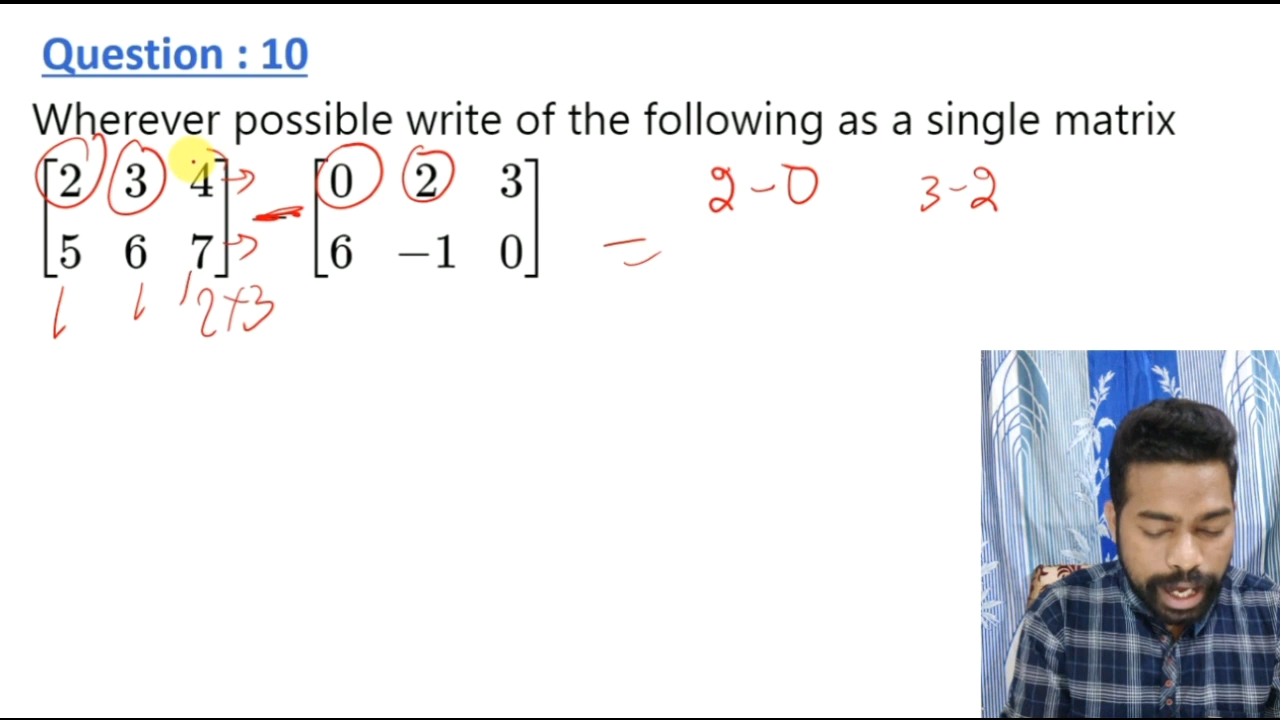 Question : 10
Wherever possible write of the following as a single matrix
[2 3 4] - [0 2 3] 2-0 3-2
[5 6 7] [6 −1 0] =
2×3